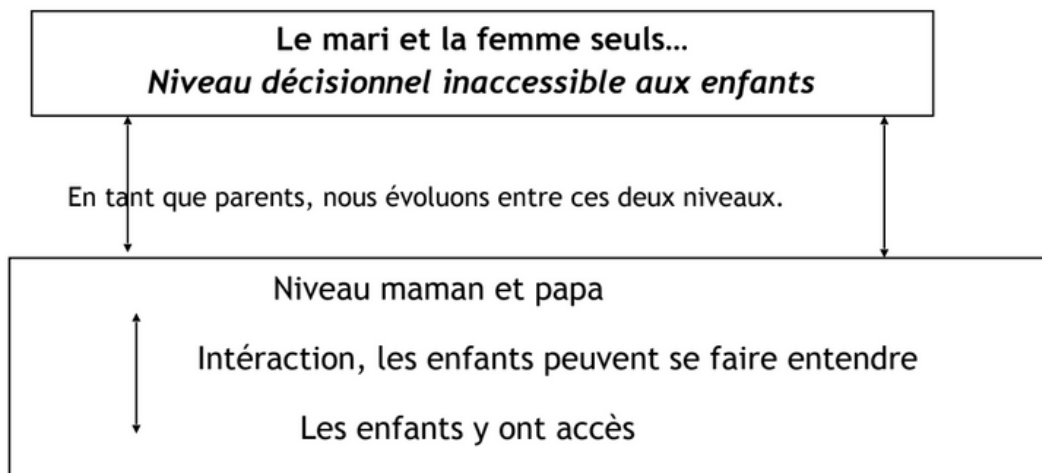 Le mari et la femme seuls…
Niveau décisionnel inaccessible aux enfants
En tant que parents, nous évoluons entre ces deux niveaux.
Niveau maman et papa
Intéraction, les enfants peuvent se faire entendre
Les enfants y ont accès